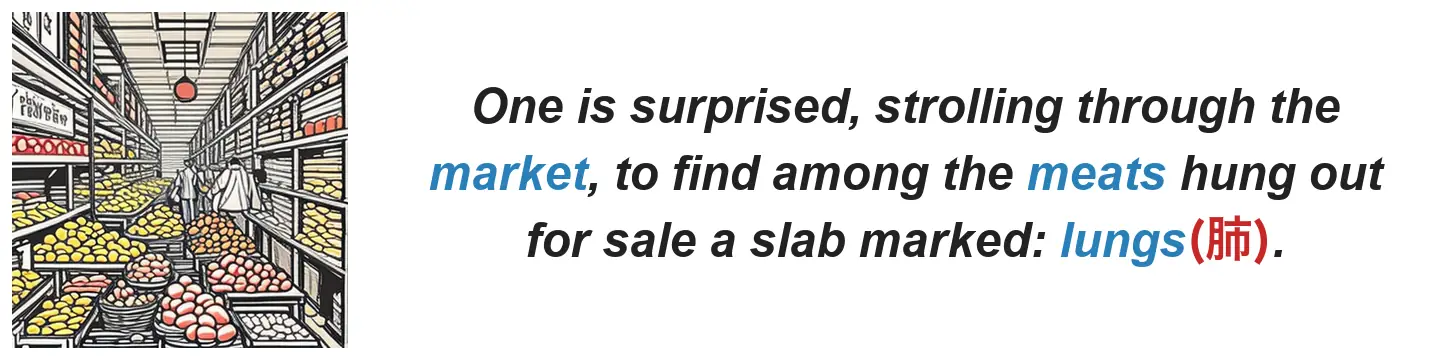 One is surprised, strolling through the
market, to find among the meats hung out
for sale a slab marked: lungs(肺).